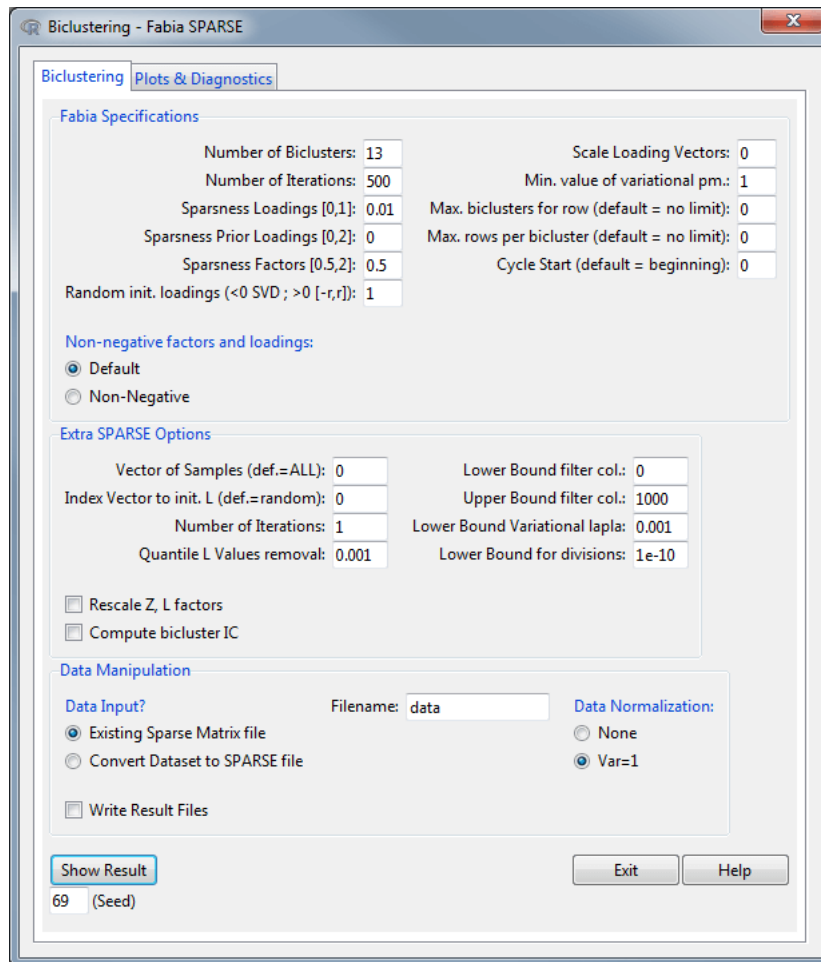 Biclustering - Fabia SPARSE
Biclustering
Plots & Diagnostics
Fabia Specifications
Number of Biclusters: 13
Number of Iterations: 500
Sparsness Loadings [0,1]: 0.01
Sparsness Prior Loadings [0,2]: 0
Sparsness Factors [0.5,2]: 0.5
Random init. loadings (<0 SVD ; >0 [-r,r]): 1
Scale Loading Vectors: 0
Min. value of variational pm.: 1
Max. biclusters for row (default = no limit): 0
Max. rows per bicluster (default = no limit): 0
Cycle Start (default = beginning): 0
Non-negative factors and loadings:
Default
Non-Negative
Extra SPARSE Options
Vector of Samples (def.=ALL): 0
Index Vector to init. L (def.=random): 0
Number of Iterations: 1
Quantile L Values removal: 0.001
Lower Bound filter col.: 0
Upper Bound filter col.: 1000
Lower Bound Variational lapla: 0.001
Lower Bound for divisions: 1e-10
Rescale Z, L factors
Compute bicluster IC
Data Manipulation
Data Input?
Existing Sparse Matrix file
Convert Dataset to SPARSE file
Filename: data
Data Normalization:
None
Var=1
Write Result Files
Show Result
Exit
Help
69 (Seed)